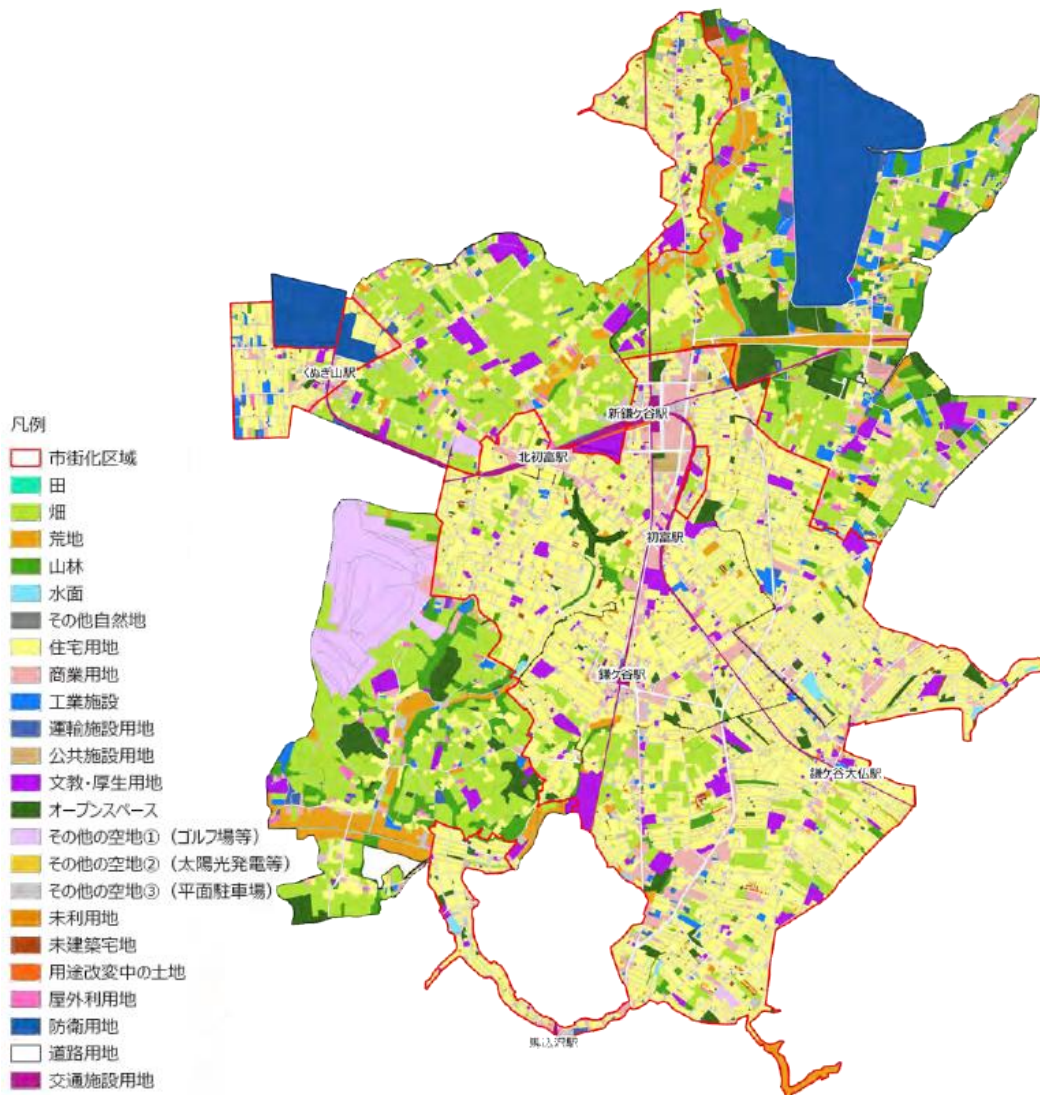 くぬぎ山駅
新鎌ケ谷駅
北初富駅
初富駅
鎌ケ谷駅
鎌ケ谷大仏駅
馬込沢駅
凡例
市街化区域
田
畑
荒地
山林
水面
その他自然地
住宅用地
商業用地
工業施設
運輸施設用地
公共施設用地
文教・厚生用地
オープンスペース
その他の空地①（ゴルフ場等）
その他の空地②（太陽光発電等）
その他の空地③（平面駐車場）
未利用地
未建築宅地
用途改変中の土地
屋外利用地
防衛用地
道路用地
交通施設用地